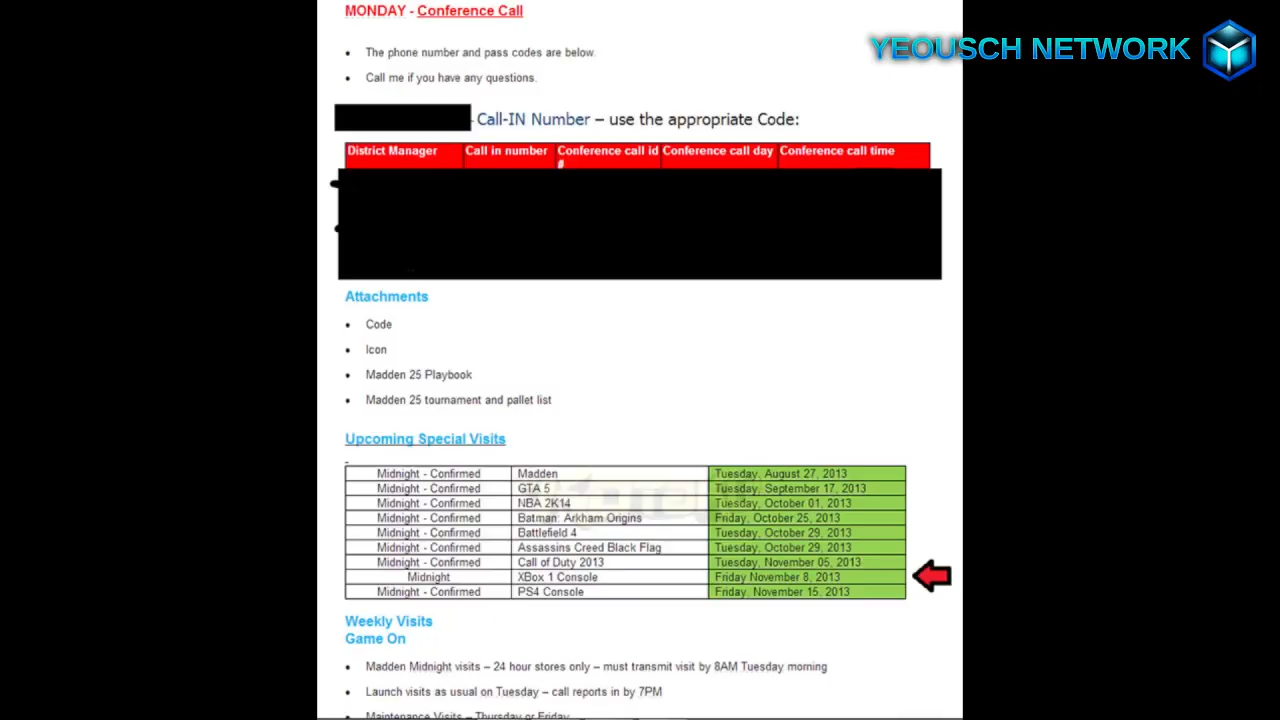 MONDAY - Conference Call
YEOUSCH NETWORK
• The phone number and pass codes are below.
• Call me if you have any questions.
Call-IN Number – use the appropriate Code:
District Manager Call in number Conference call id # Conference call day Conference call time
Attachments
• Code
• Icon
• Madden 25 Playbook
• Madden 25 tournament and pallet list
Upcoming Special Visits
Midnight - Confirmed Madden Tuesday, August 27, 2013
Midnight - Confirmed GTA 5 Tuesday, September 17, 2013
Midnight - Confirmed NBA 2K14 Tuesday, October 01, 2013
Midnight - Confirmed Batman: Arkham Origins Friday, October 25, 2013
Midnight - Confirmed Battlefield 4 Tuesday, October 29, 2013
Midnight - Confirmed Assassins Creed Black Flag Tuesday, October 29, 2013
Midnight - Confirmed Call of Duty 2013 Tuesday, November 05, 2013
Midnight XBox 1 Console Friday November 8, 2013
Midnight - Confirmed PS4 Console Friday, November 15, 2013
Weekly Visits
Game On
• Madden Midnight visits – 24 hour stores only – must transmit visit by 8AM Tuesday morning
• Launch visits as usual on Tuesday – call reports in by 7PM
• Maintenance Visits – Thursday or Friday